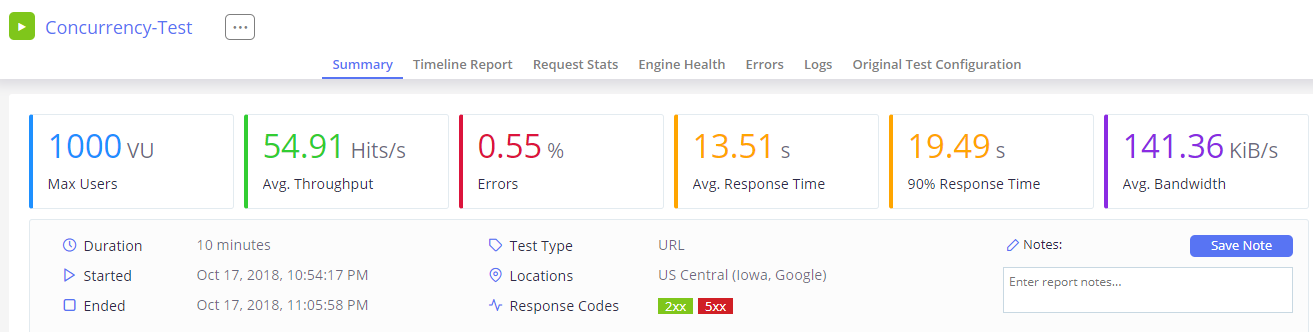 Concurrency-Test
Summary Timeline Report Request Stats Engine Health Errors Logs Original Test Configuration
1000 VU 54.91 Hits/s 0.55 % 13.51 s 19.49 s 141.36 KiB/s
Max Users Avg. Throughput Errors Avg. Response Time 90% Response Time Avg. Bandwidth
Duration 10 minutes Test Type URL Notes: Save Note
Started Oct 17, 2018, 10:54:17 PM Locations US Central (Iowa, Google) Enter report notes...
Ended Oct 17, 2018, 11:05:58 PM Response Codes 2xx 5xx